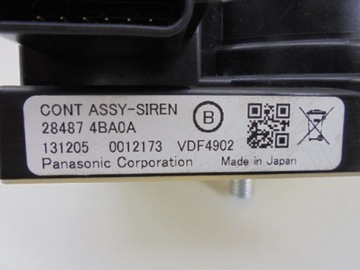 CONT ASSY-SIREN
28487 4BA0A
B
131205 0012173 VDF4902
Panasonic Corporation Made in Japan